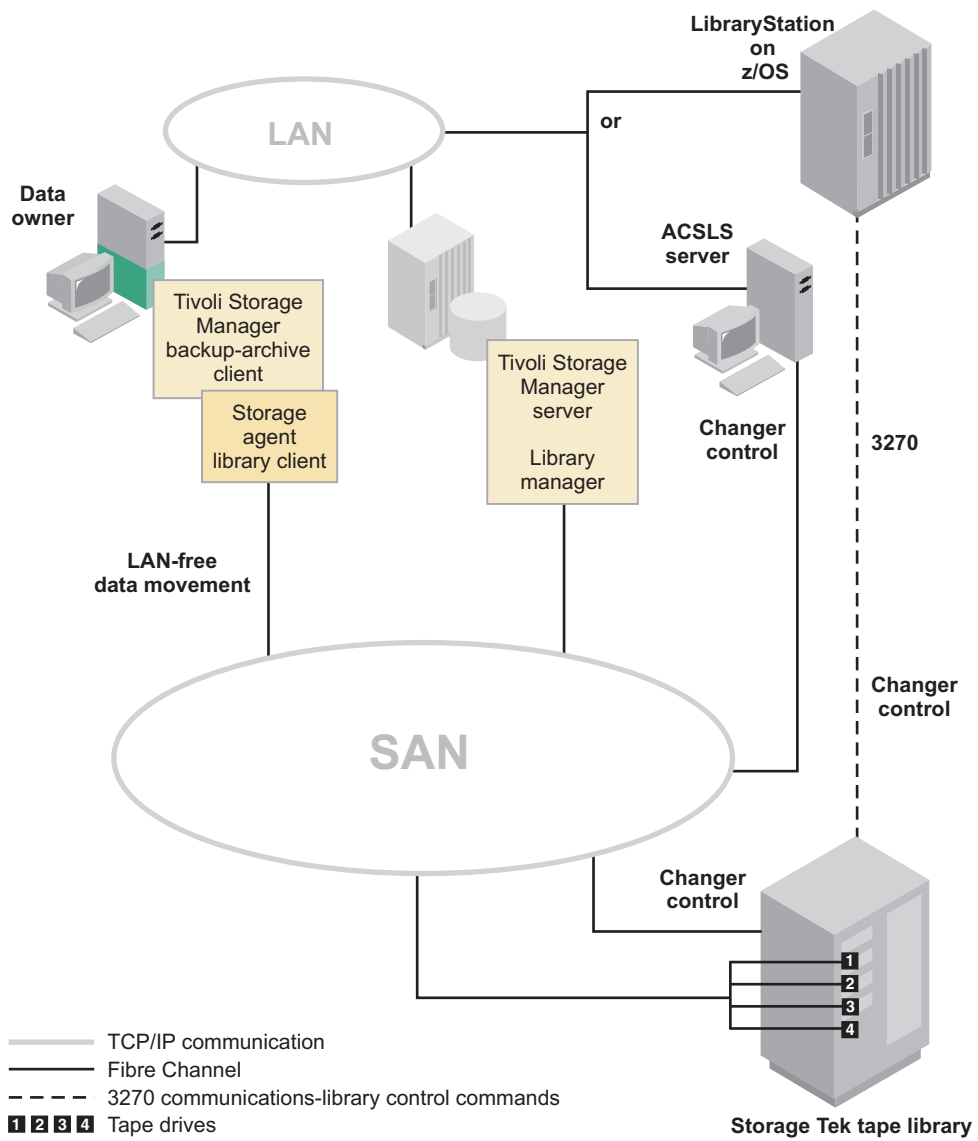 LibraryStation
on
z/OS
LAN
or
Data
owner
ACSLS
server
Tivoli Storage
Manager
backup-archive
client
Storage
agent
library client
Tivoli Storage
Manager
server
Library
manager
Changer
control
3270
LAN-free
data movement
Changer
control
SAN
Changer
control
1
2
3
4
TCP/IP communication
Fibre Channel
3270 communications-library control commands
1 2 3 4 Tape drives
Storage Tek tape library